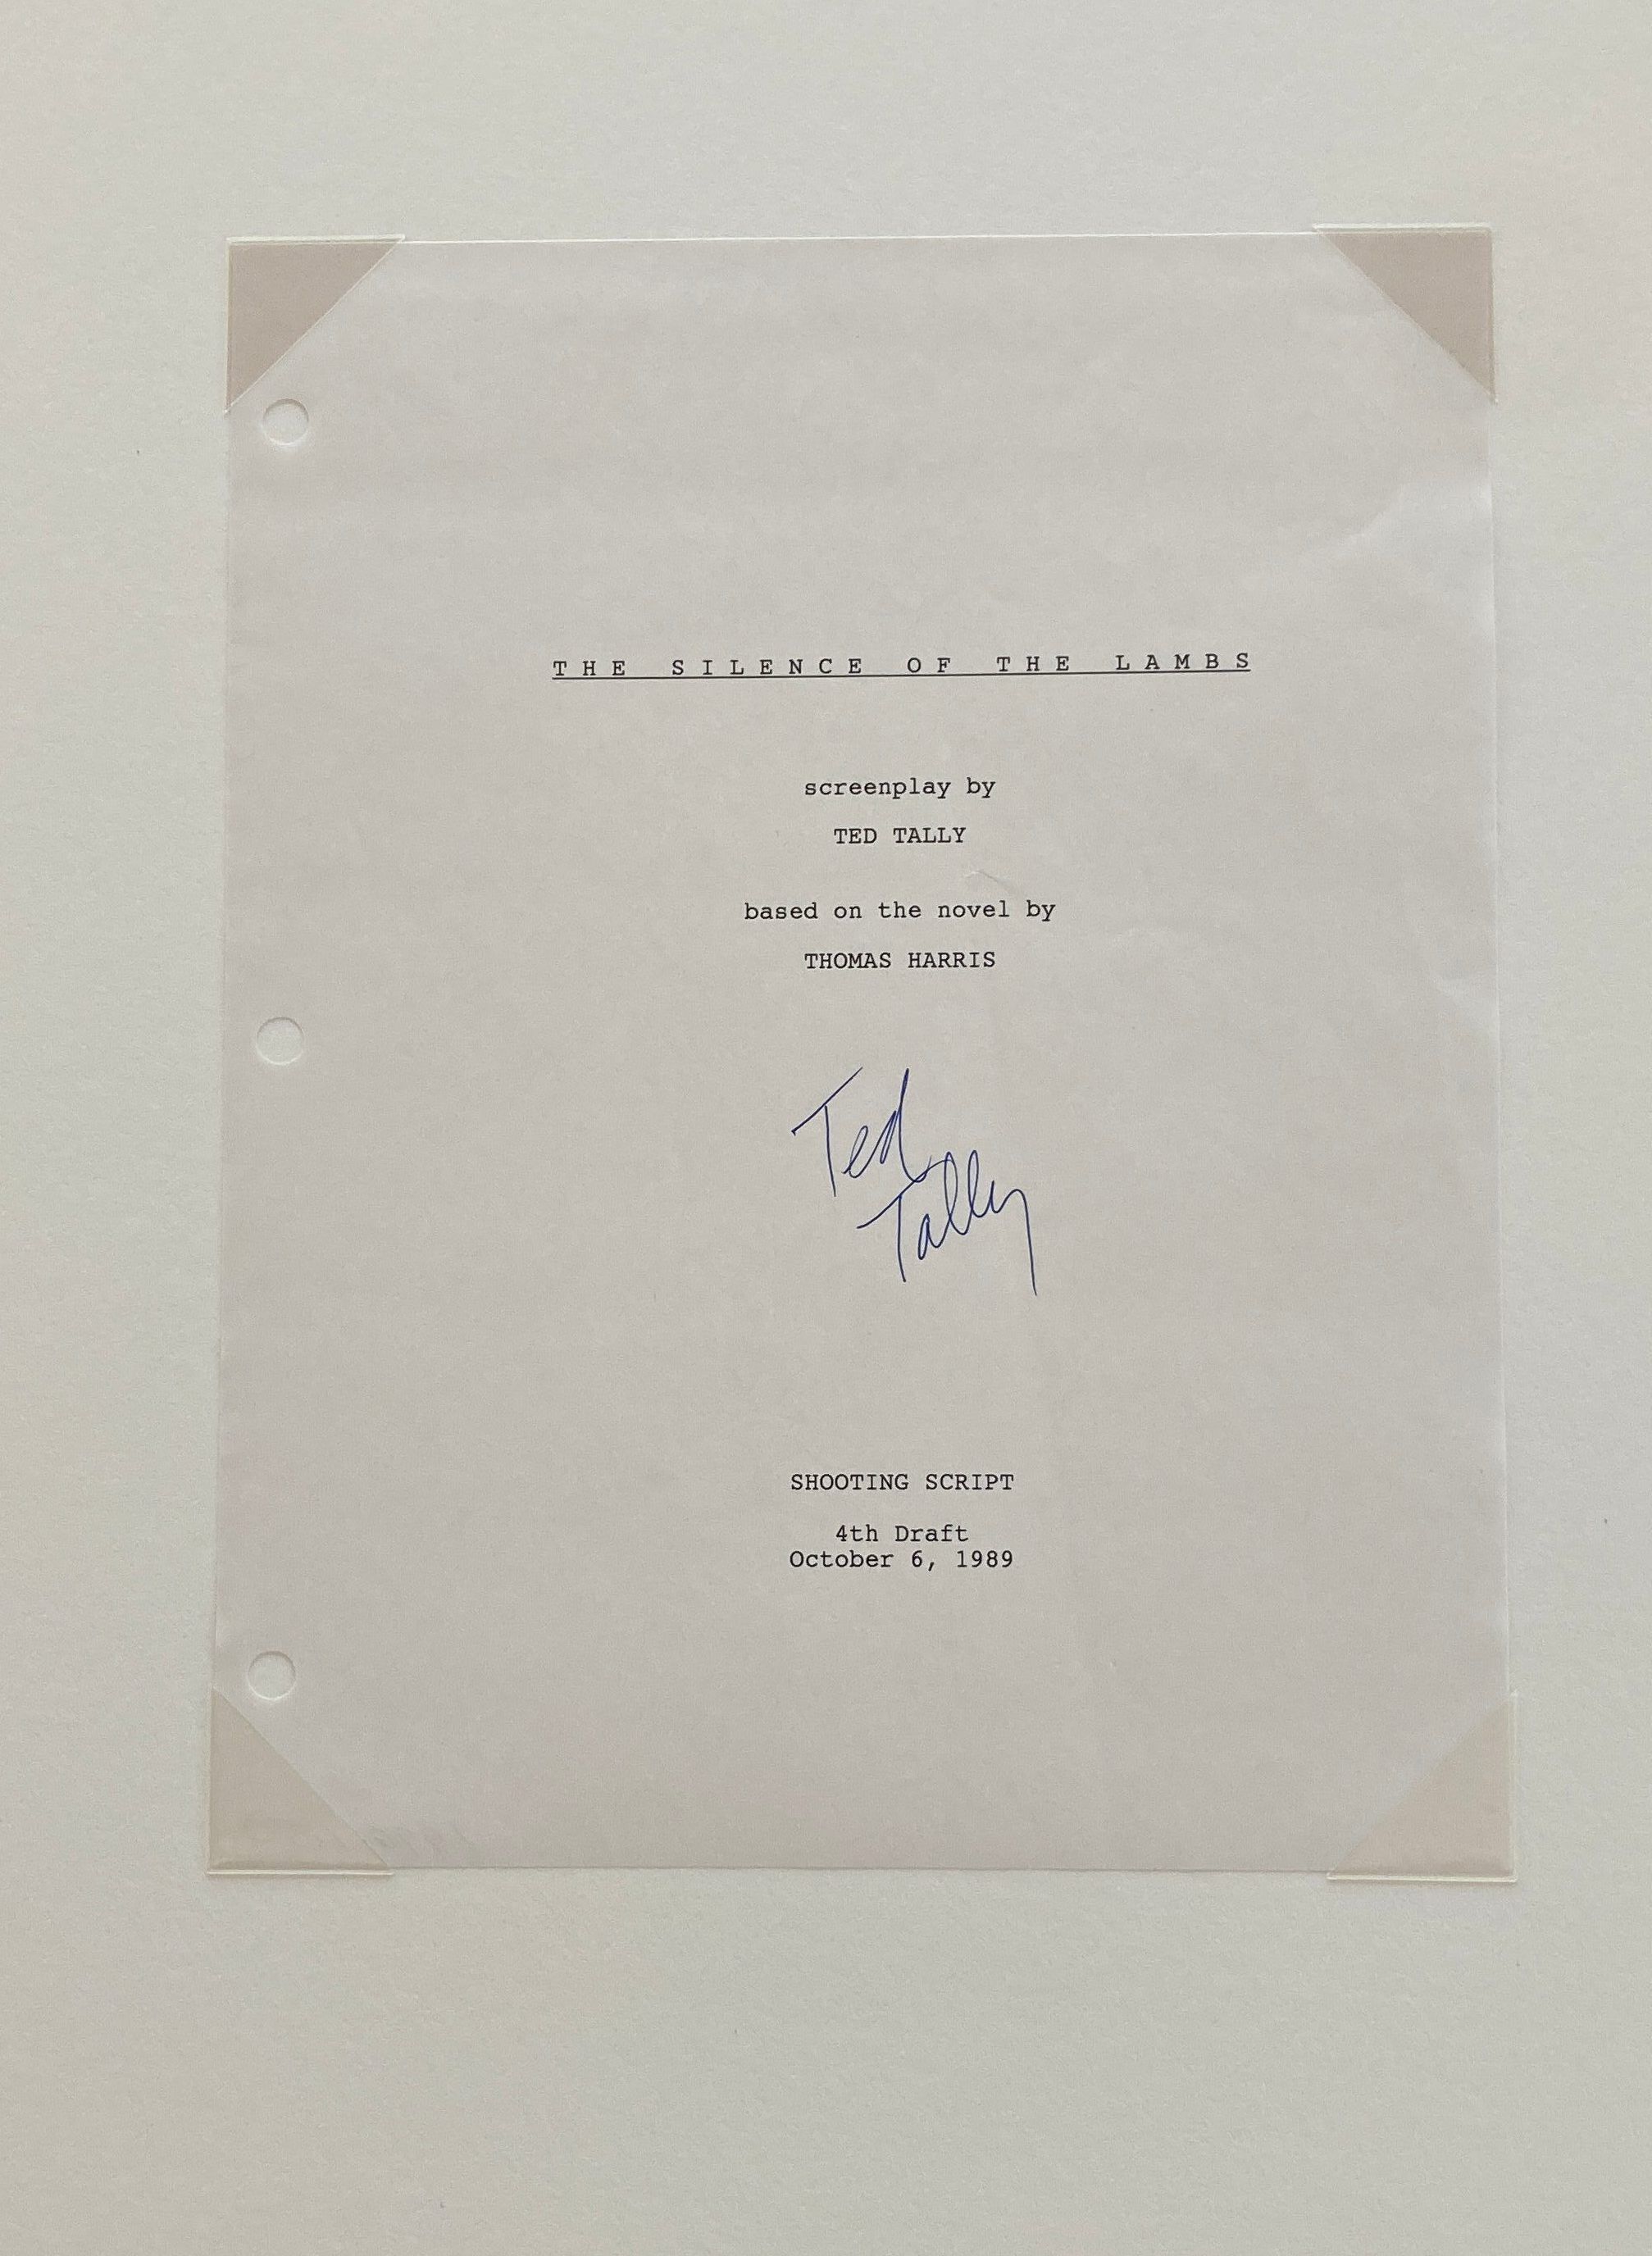 THE SILENCE OF THE LAMBS
screenplay by
TED TALLY
based on the novel by
THOMAS HARRIS
Ted
Tally
SHOOTING SCRIPT
4th Draft
October 6, 1989